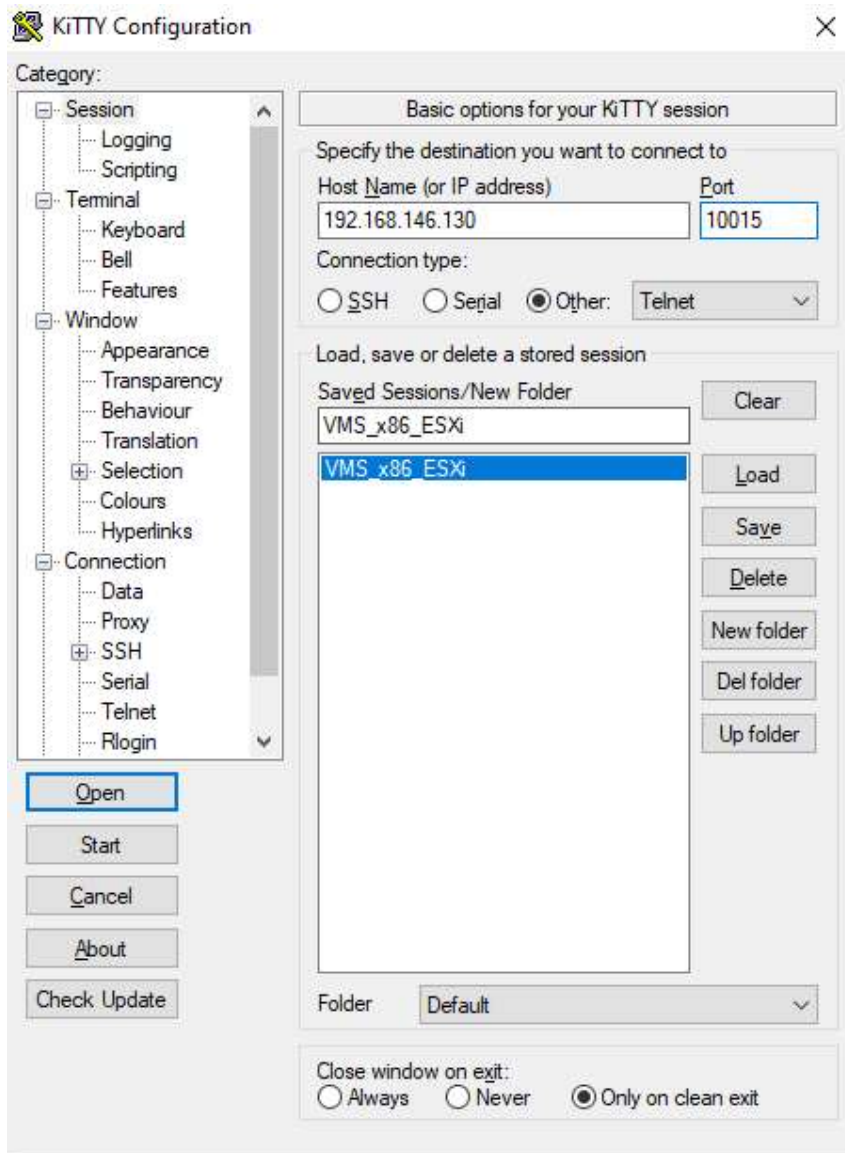 KiTTY Configuration
Category:
Session
Logging
Scripting
Terminal
Keyboard
Bell
Features
Window
Appearance
Transparency
Behaviour
Translation
Selection
Colours
Hyperlinks
Connection
Data
Proxy
SSH
Serial
Telnet
Rlogin
Open
Start
Cancel
About
Check Update
Basic options for your KiTTY session
Specify the destination you want to connect to
Host Name (or IP address) Port
192.168.146.130 10015
Connection type:
SSH Serial Other: Telnet
Load, save or delete a stored session
Saved Sessions/New Folder
VMS_x86_ESXi
Clear
VMS_x86_ESXi
Load
Save
Delete
New folder
Del folder
Up folder
Folder Default
Close window on exit:
Always Never Only on clean exit